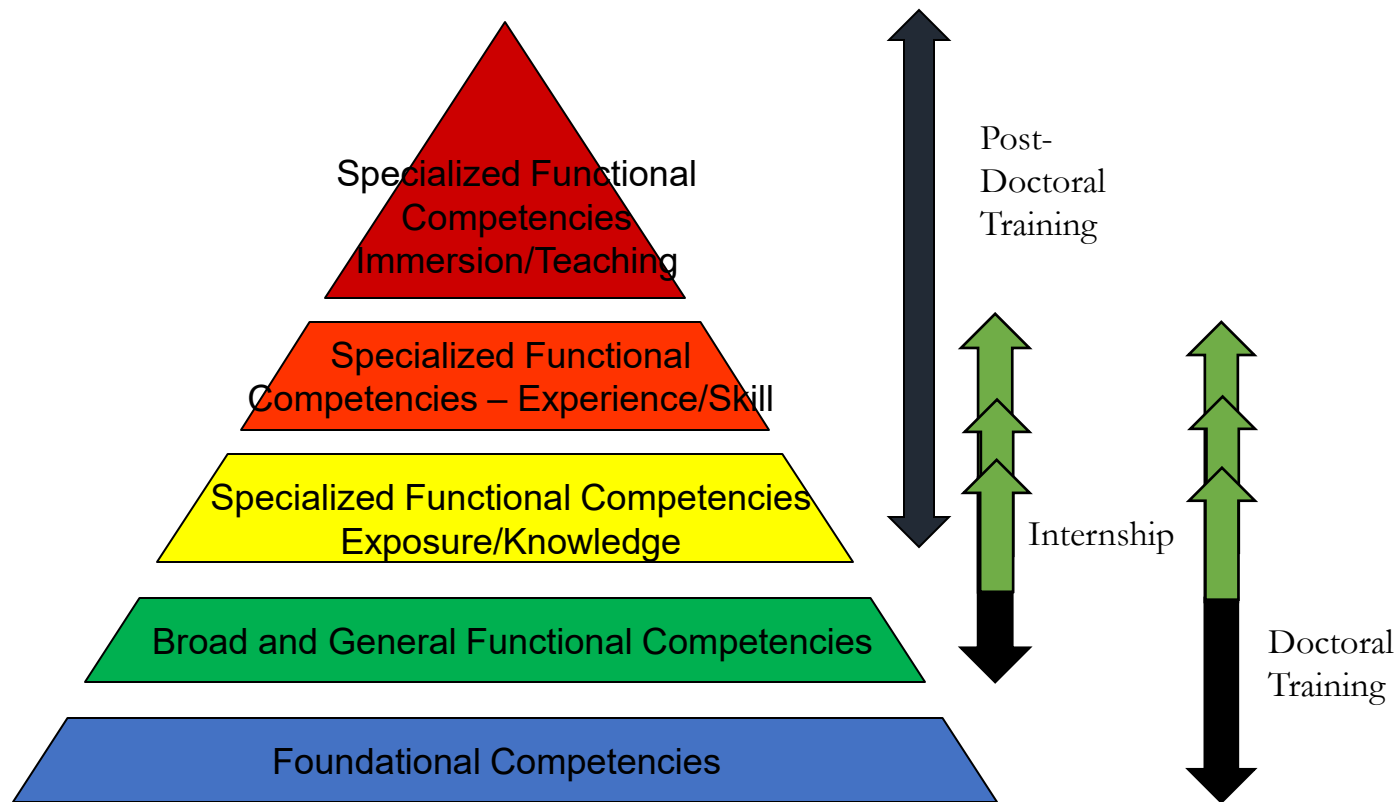 Specialized Functional
Competencies
Immersion/Teaching
Specialized Functional
Competencies – Experience/Skill
Specialized Functional Competencies
Exposure/Knowledge
Broad and General Functional Competencies
Foundational Competencies
Post-
Doctoral
Training
Internship
Doctoral
Training